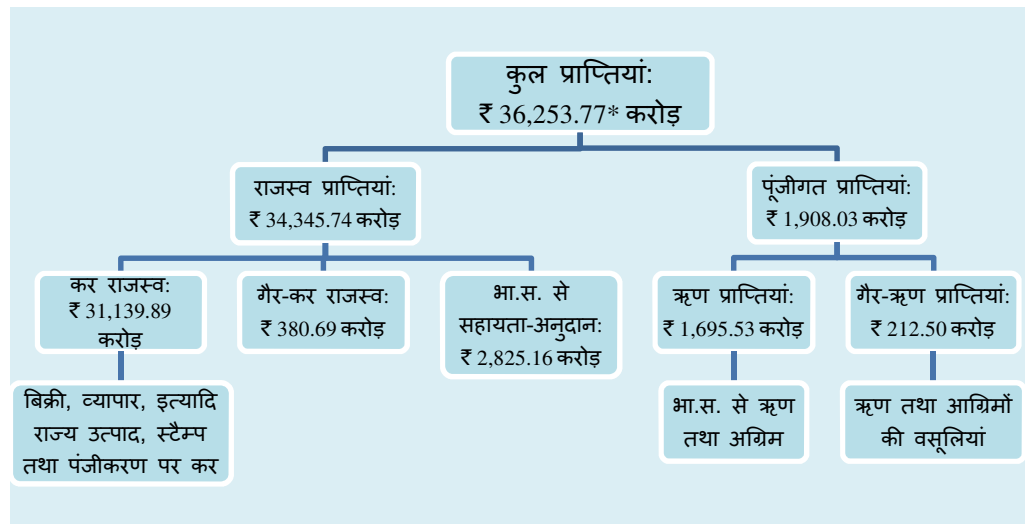 कुल प्राप्तियां:
₹ 36,253.77* करोड़
राजस्व प्राप्तियां:
₹ 34,345.74 करोड़
पूंजीगत प्राप्तियां:
₹ 1,908.03 करोड़
कर राजस्व:
₹ 31,139.89
करोड़
गैर-कर राजस्व:
₹ 380.69 करोड़
भा.स. से
सहायता-अनुदान:
₹ 2,825.16 करोड़
ऋण प्राप्तियां:
₹ 1,695.53 करोड़
गैर-ऋण प्राप्तियां:
₹ 212.50 करोड़
बिक्री, व्यापार, इत्यादि
राज्य उत्पाद, स्टैम्प
तथा पंजीकरण पर कर
भा.स. से ऋण
तथा अग्रिम
ऋण तथा आग्रिमों
की वसूलियां